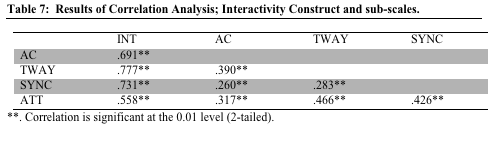 Table 7: Results of Correlation Analysis; Interactivity Construct and sub-scales.
INT AC TWAY SYNC
AC .691**
TWAY .777** .390**
SYNC .731** .260** .283**
ATT .558** .317** .466** .426**
**. Correlation is significant at the 0.01 level (2-tailed).